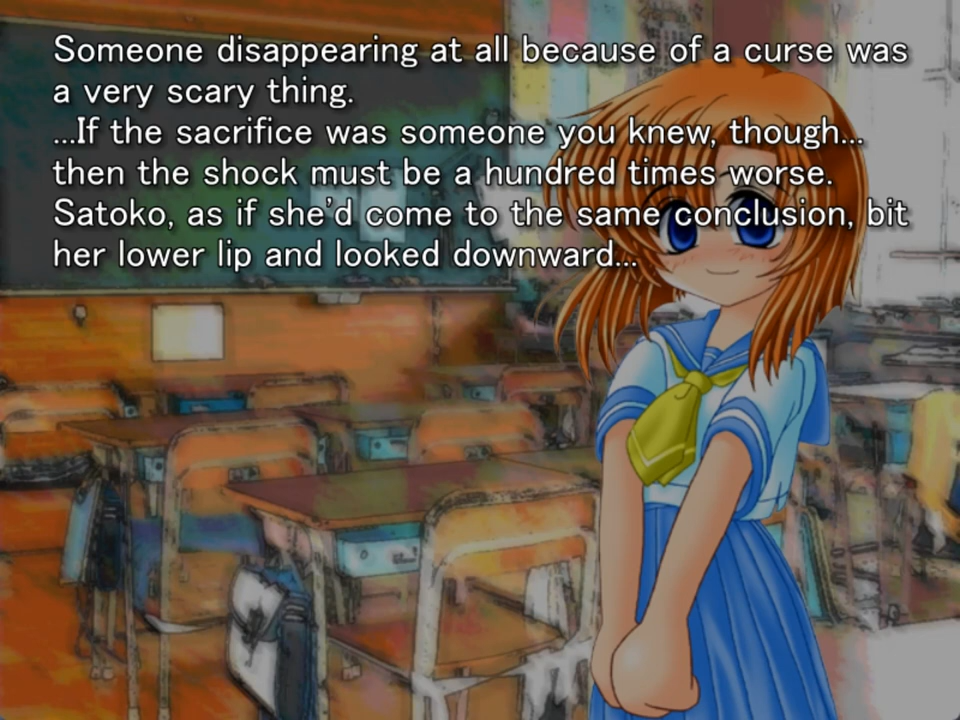 Someone disappearing at all because of a curse was
a very scary thing.
...If the sacrifice was someone you knew, though...
then the shock must be a hundred times worse.
Satoko, as if she'd come to the same conclusion, bit
her lower lip and looked downward...